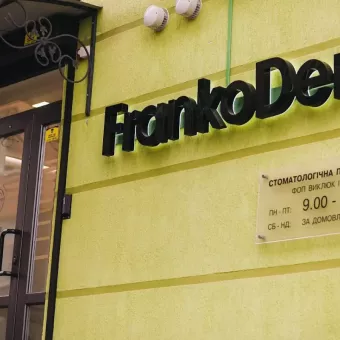 FrankoDe
СТОМАТОЛОГІЧНА П
ФОП ВИКЛЮК
ПН - ПТ: 9.00 -
СБ - НД: ЗА ДОМОВЛ